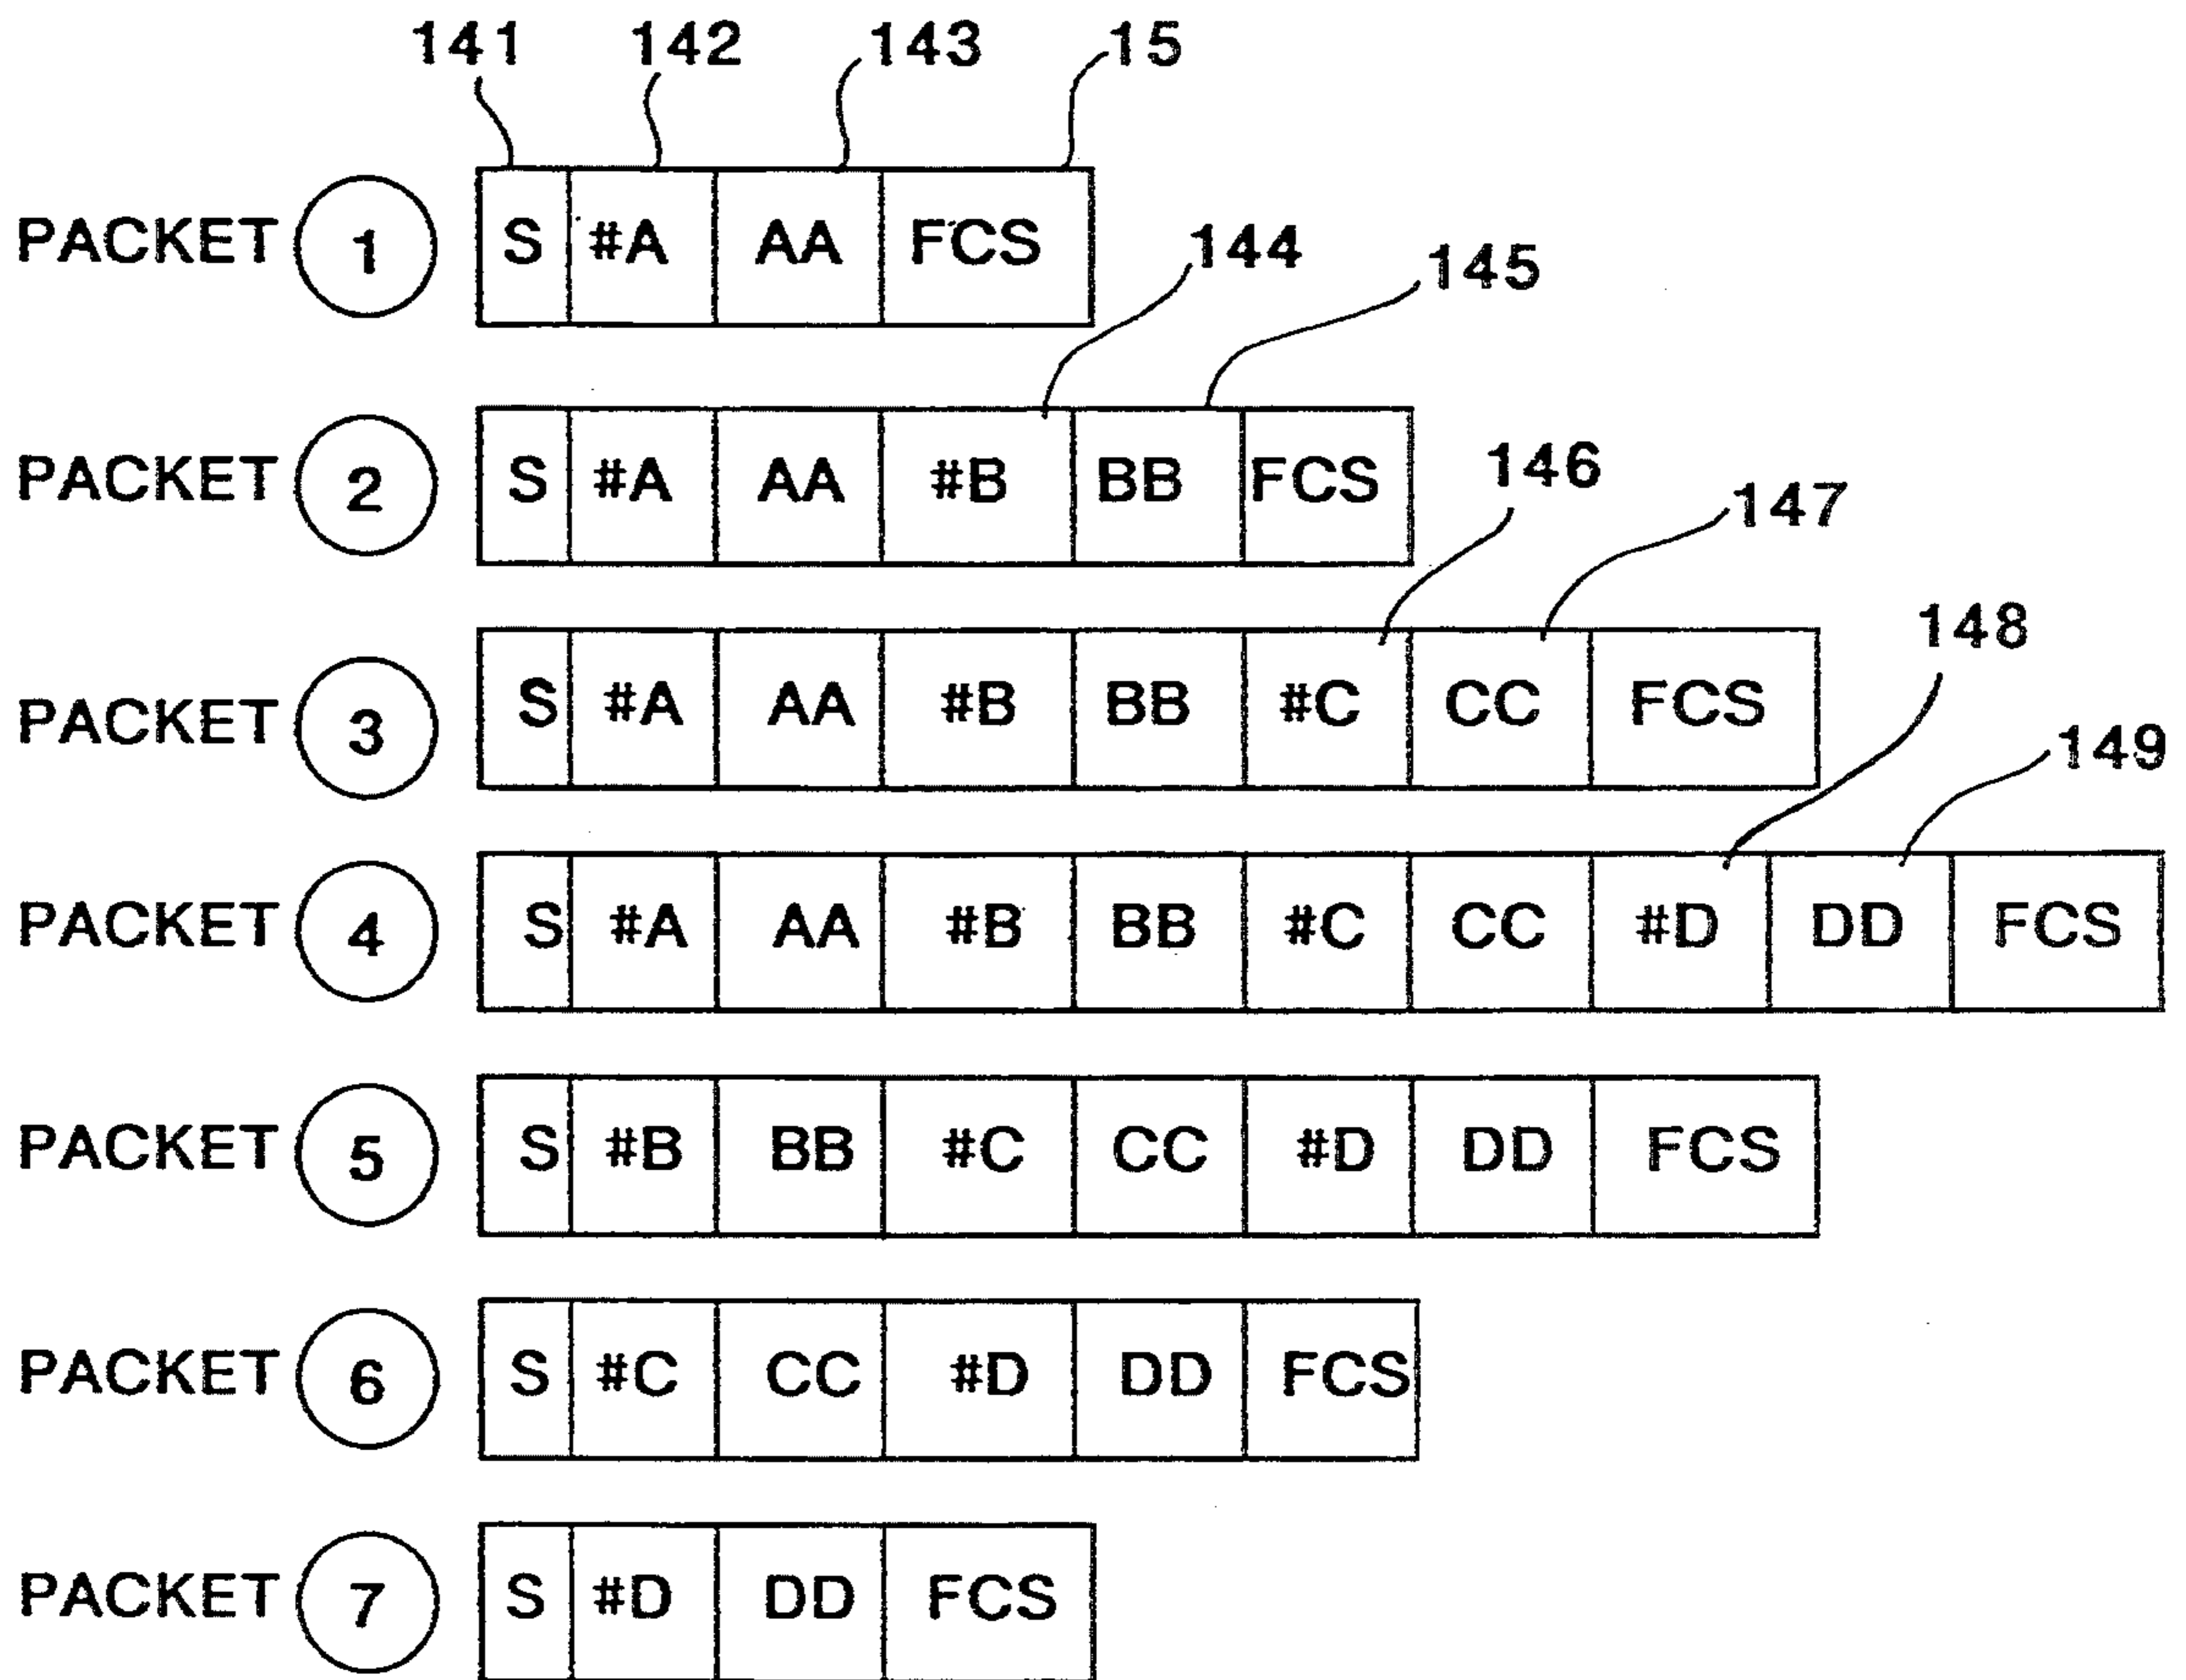 141 142 143 15
PACKET 1 S #A AA FCS
144 145
PACKET 2 S #A AA #B BB FCS
146 147
PACKET 3 S #A AA #B BB #C CC FCS
148 149
PACKET 4 S #A AA #B BB #C CC #D DD FCS
PACKET 5 S #B BB #C CC #D DD FCS
PACKET 6 S #C CC #D DD FCS
PACKET 7 S #D DD FCS